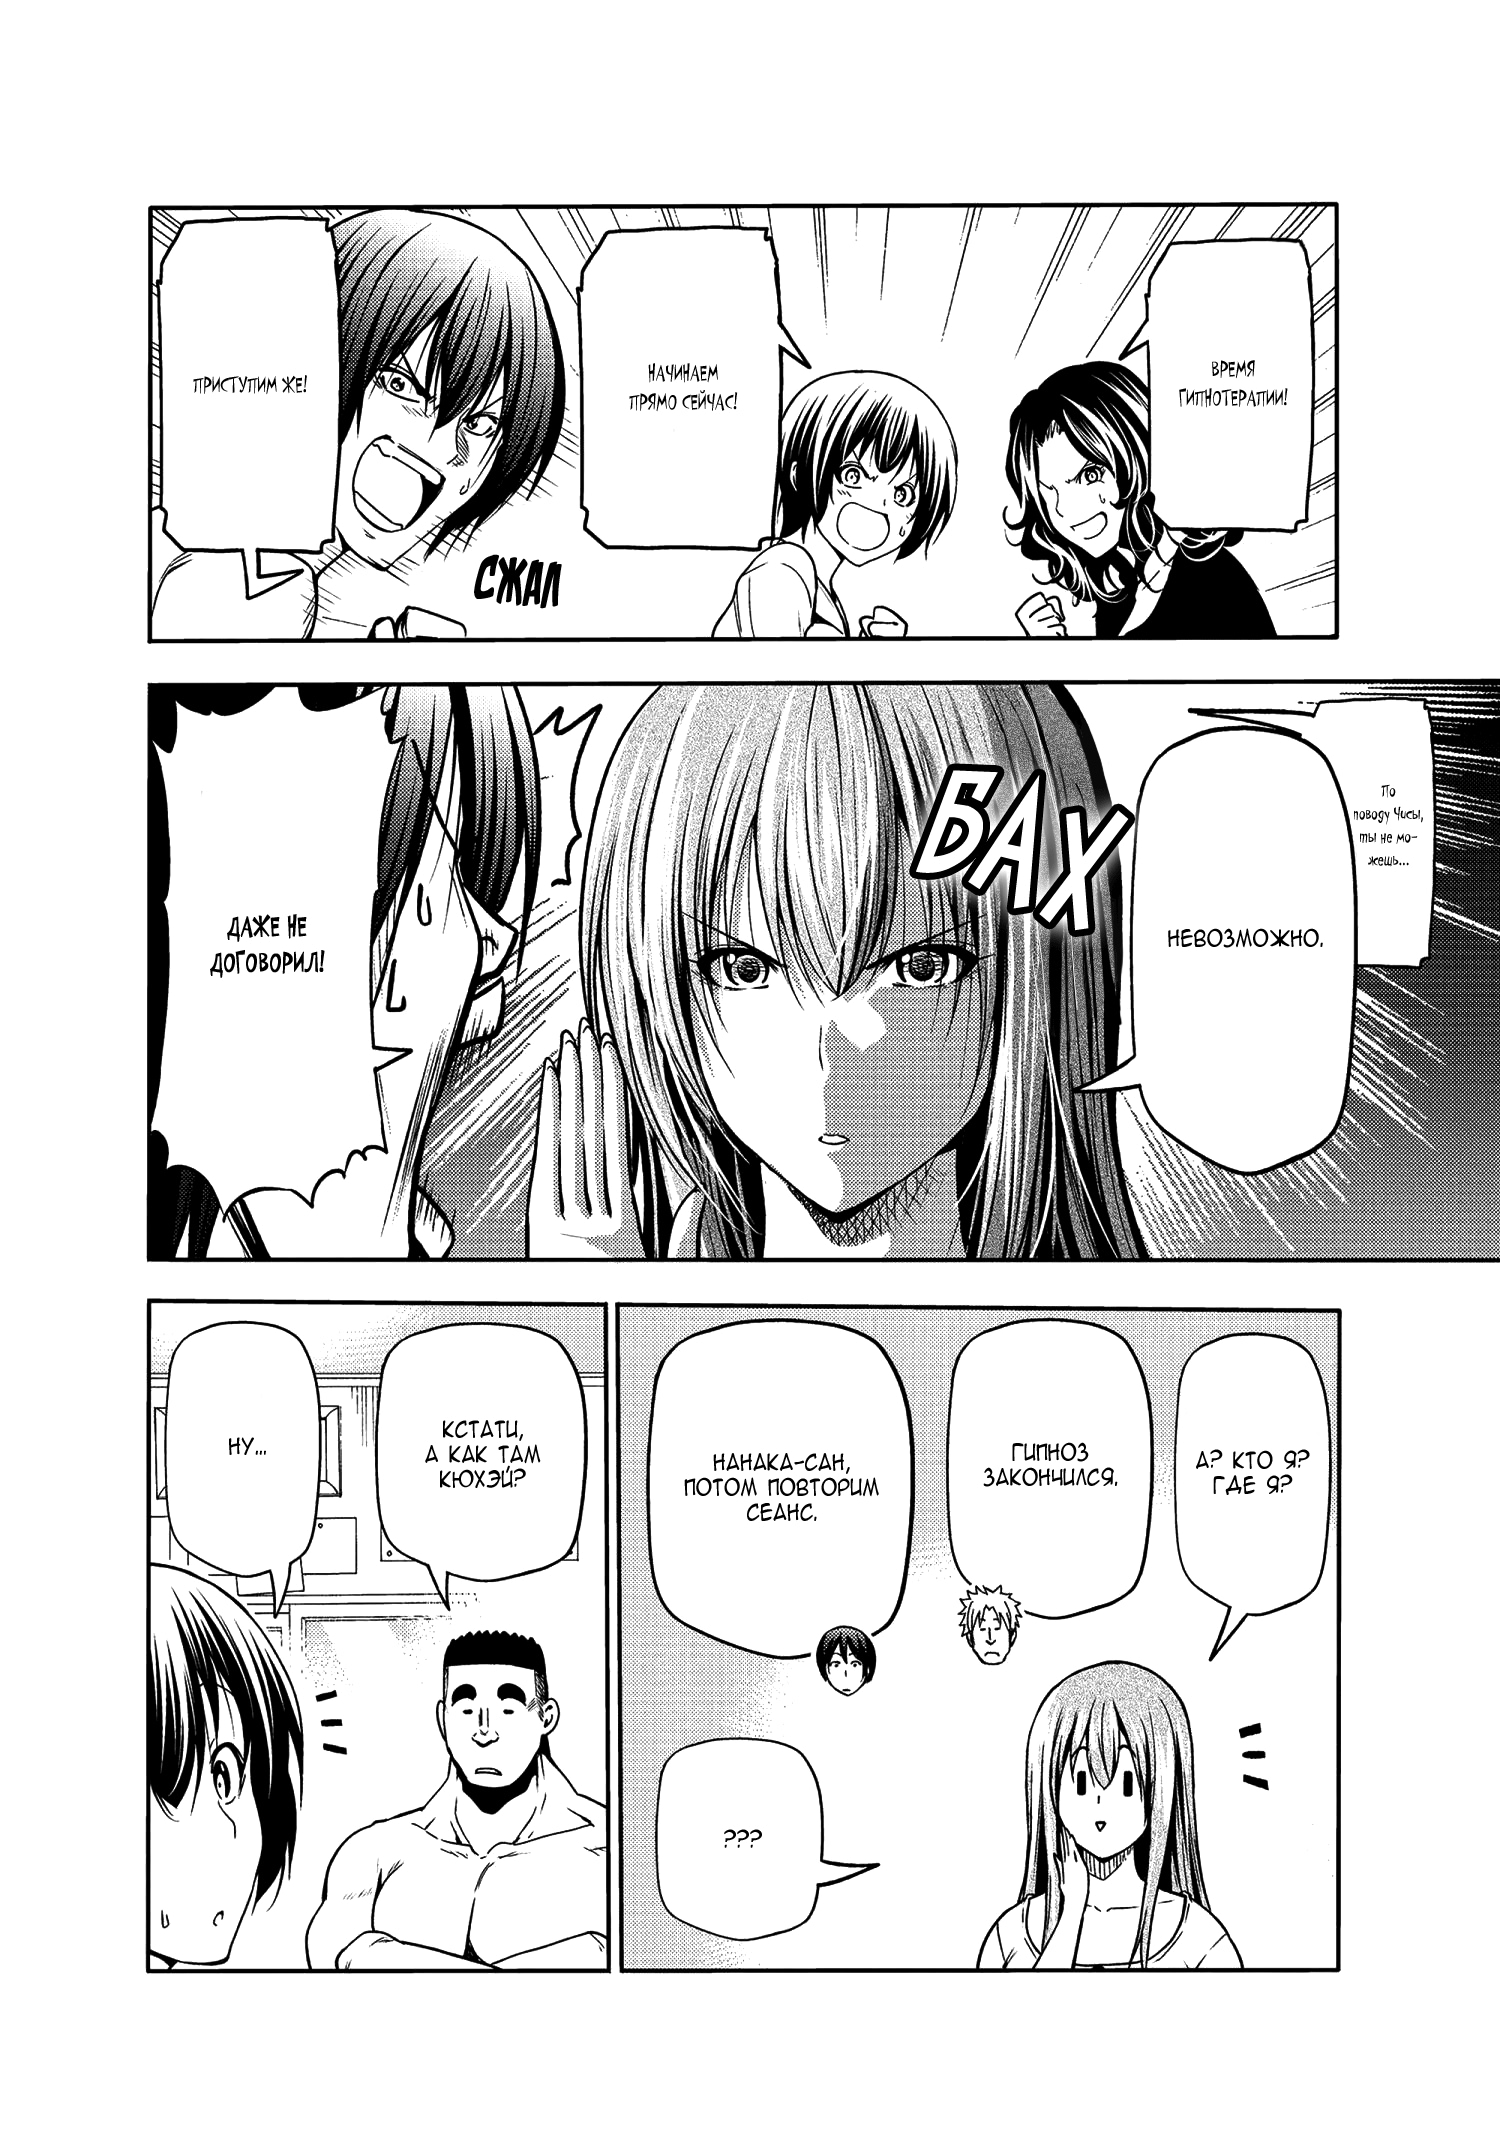 ВРЕМЯ
ГИПНОТЕРАПИИ!
НАЧИНАЕМ
ПРЯМО СЕЙЧАС!
ПРИСТУПИМ ЖЕ!
СЖАЛ
По
поводу Чисы,
ты не мо-
жешь...
НЕВОЗМОЖНО.
БАХ
ДАЖЕ НЕ
ДОГОВОРИЛ!
А? КТО Я?
ГДЕ Я?
ГИПНОЗ
ЗАКОНЧИЛСЯ.
НАНАКА-САН,
ПОТОМ ПОВТОРИМ
СЕАНС.
???
КСТАТИ,
А КАК ТАМ
КЮХЭЙ?
НУ...